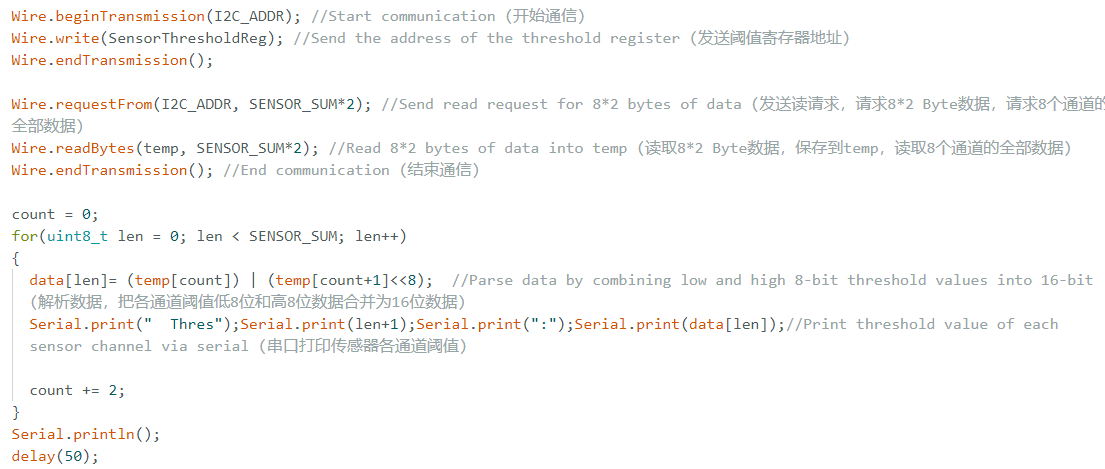 Wire.beginTransmission(I2C_ADDR); //Start communication (开始通信)
Wire.write(SensorThresholdReg); //Send the address of the threshold register (发送阈值寄存器地址)
Wire.endTransmission();
Wire.requestFrom(I2C_ADDR, SENSOR_SUM*2); //Send read request for 8*2 bytes of data (发送读请求，请求8*2 Byte数据，请求8个通道的
全部数据)
Wire.readBytes(temp, SENSOR_SUM*2); //Read 8*2 bytes of data into temp (读取8*2 Byte数据，保存到temp，读取8个通道的全部数据)
Wire.endTransmission(); //End communication (结束通信)
count = 0;
for(uint8_t len = 0; len < SENSOR_SUM; len++)
{
data[len]= (temp[count]) | (temp[count+1]<<8);  //Parse data by combining low and high 8-bit threshold values into 16-bit
(解析数据，把各通道阈值低8位和高8位数据合并为16位数据)
Serial.print("  Thres");Serial.print(len+1);Serial.print(":");Serial.print(data[len]);//Print threshold value of each
sensor channel via serial (串口打印传感器各通道阈值)
count += 2;
}
Serial.println();
delay(50);